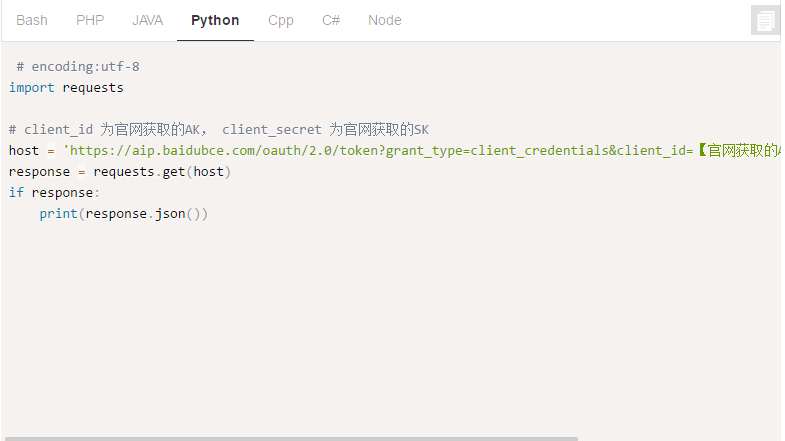 Bash PHP JAVA Python Cpp C# Node
# encoding:utf-8
import requests
# client_id 为官网获取的AK， client_secret 为官网获取的SK
host = 'https://aip.baidubce.com/oauth/2.0/token?grant_type=client_credentials&client_id=【官网获取的A
response = requests.get(host)
if response:
    print(response.json())